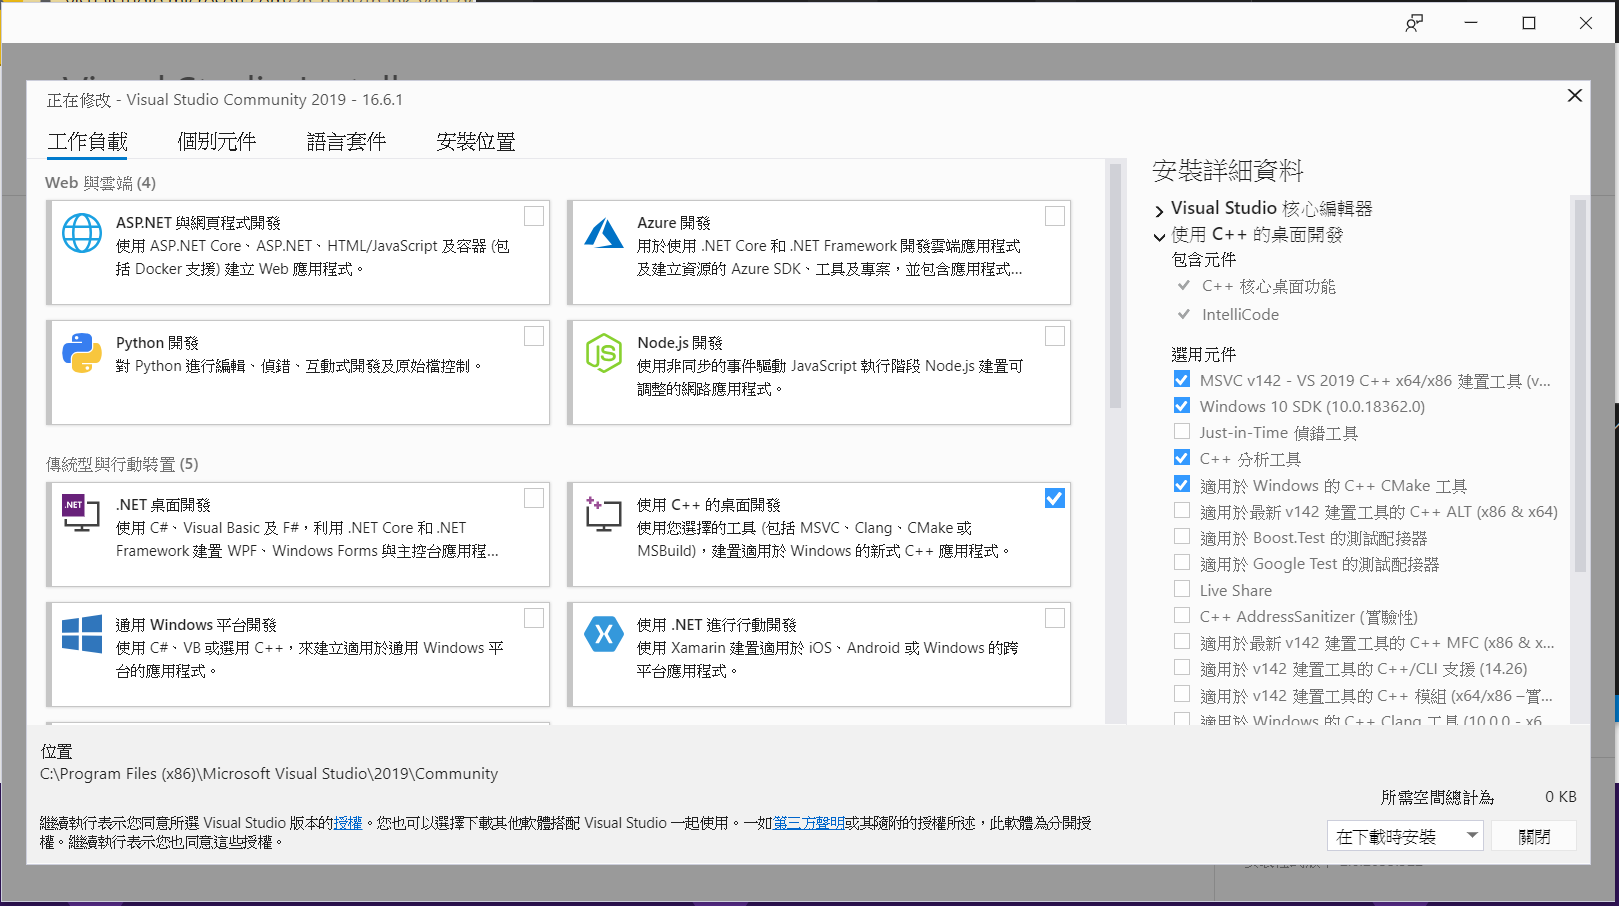 正在修改 - Visual Studio Community 2019 - 16.6.1
工作負載 個別元件 語言套件 安裝位置
Web 與雲端 (4)
ASP.NET 與網頁程式開發
使用 ASP.NET Core、ASP.NET、HTML/JavaScript 及容器 (包
括 Docker 支援) 建立 Web 應用程式。
Azure 開發
用於使用 .NET Core 和 .NET Framework 開發雲端應用程式
及建立資源的 Azure SDK、工具及專案，並包含應用程式...
Python 開發
對 Python 進行編輯、偵錯、互動式開發及原始檔控制。
Node.js 開發
使用非同步的事件驅動 JavaScript 執行階段 Node.js 建置可
調整的網路應用程式。
傳統型與行動裝置 (5)
.NET 桌面開發
使用 C#、Visual Basic 及 F#，利用 .NET Core 和 .NET
Framework 建置 WPF、Windows Forms 與主控台應用程...
使用 C++ 的桌面開發
使用您選擇的工具 (包括 MSVC、Clang、CMake 或
MSBuild)，建置適用於 Windows 的新式 C++ 應用程式。
通用 Windows 平台開發
使用 C#、VB 或選用 C++，來建立適用於通用 Windows 平
台的應用程式。
使用 .NET 進行行動開發
使用 Xamarin 建置適用於 iOS、Android 或 Windows 的跨
平台應用程式。
安裝詳細資料
Visual Studio 核心編輯器
使用 C++ 的桌面開發
包含元件
C++ 核心桌面功能
IntelliCode
選用元件
MSVC v142 - VS 2019 C++ x64/x86 建置工具 (v...
Windows 10 SDK (10.0.18362.0)
Just-in-Time 偵錯工具
C++ 分析工具
適用於 Windows 的 C++ CMake 工具
適用於最新 v142 建置工具的 C++ ATL (x86 & x64)
適用於 Boost.Test 的測試配接器
適用於 Google Test 的測試配接器
Live Share
C++ AddressSanitizer (實驗性)
適用於最新 v142 建置工具的 C++ MFC (x86 & x...
適用於 v142 建置工具的 C++/CLI 支援 (14.26)
適用於 v142 建置工具的 C++ 模組 (x64/x86 –實...
適用於 Windows 的 C++ Clang 工具 (10.0.0 - x6...
位置
C:\Program Files (x86)\Microsoft Visual Studio\2019\Community
繼續執行表示您同意所選 Visual Studio 版本的授權。您也可以選擇下載其他軟體搭配 Visual Studio 一起使用。一如第三方聲明或其隨附的授權所述，此軟體為分開授
權。繼續執行表示您也同意這些授權。
所需空間總計為 0 KB
在下載時安裝 關閉